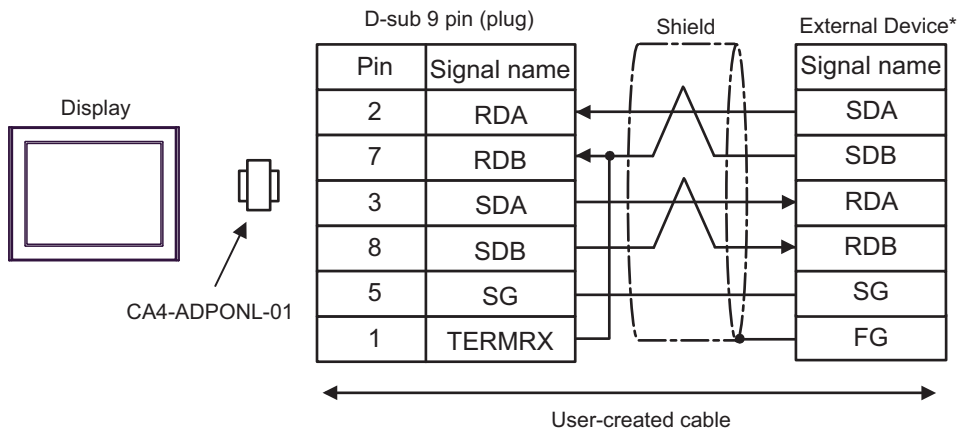 D-sub 9 pin (plug)
Shield
External Device*
Pin Signal name Signal name
Display
2 RDA SDA
7 RDB SDB
3 SDA RDA
8 SDB RDB
5 SG SG
1 TERMRX FG
CA4-ADPONL-01
User-created cable